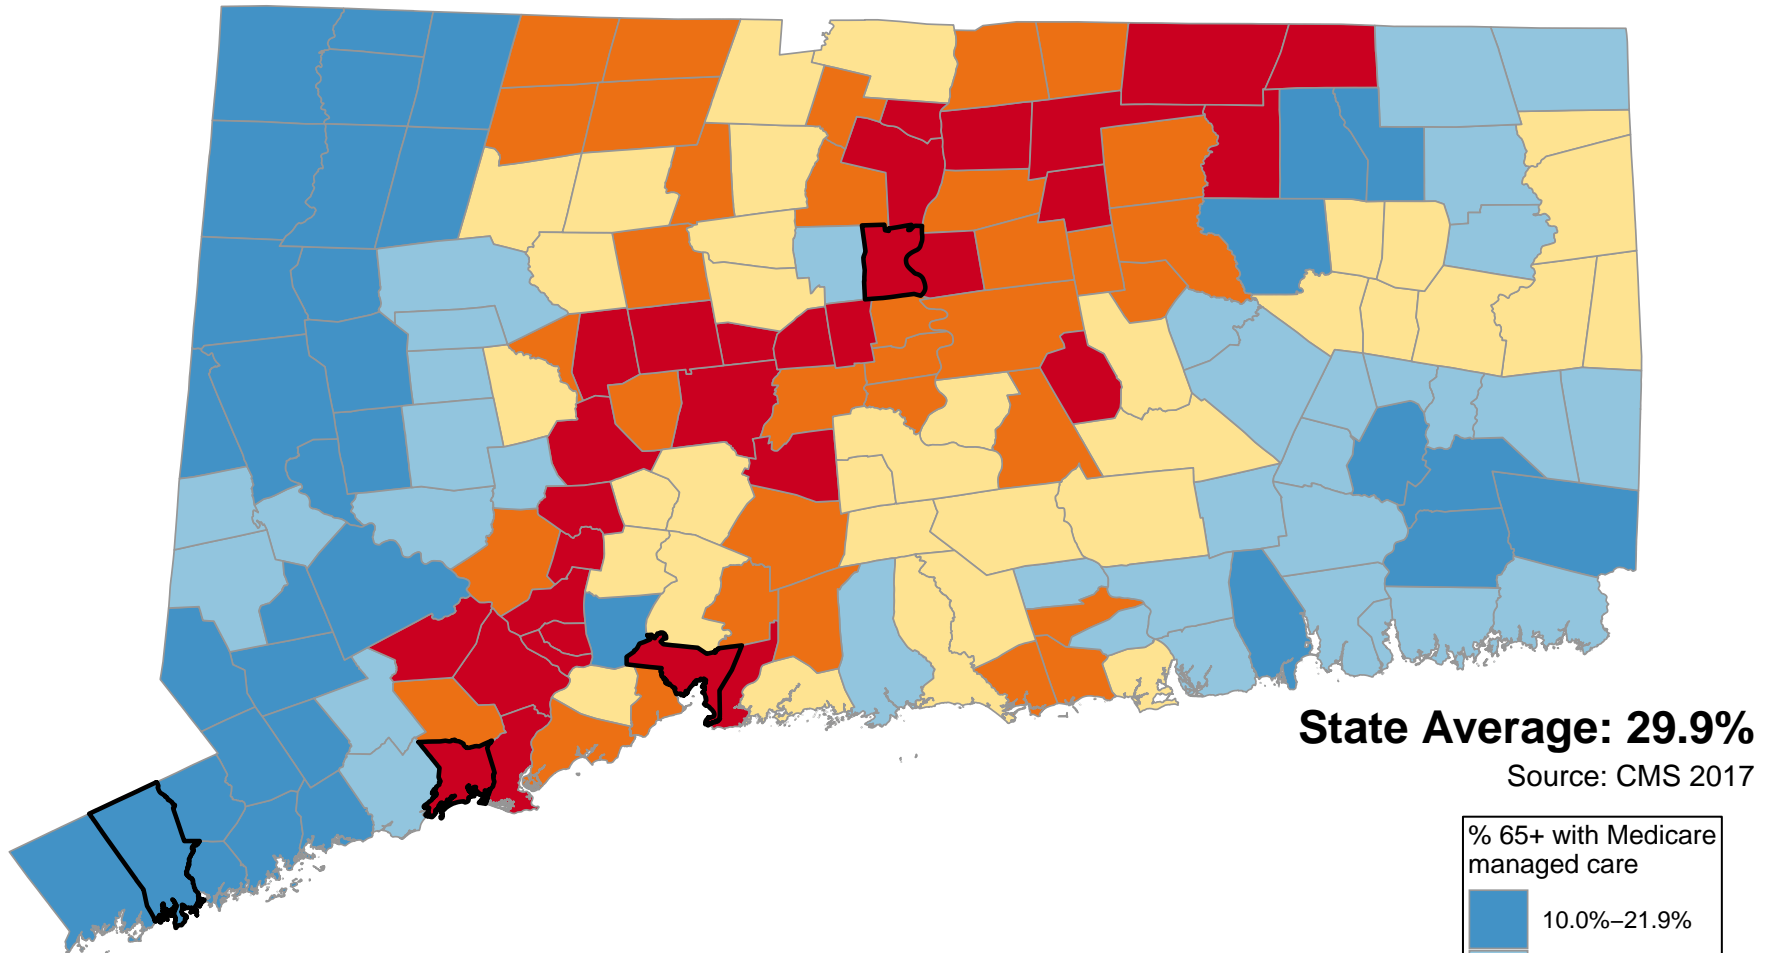 State Average: 29.9%
Source: CMS 2017
% 65+ with Medicare
managed care
10.0%–21.9%